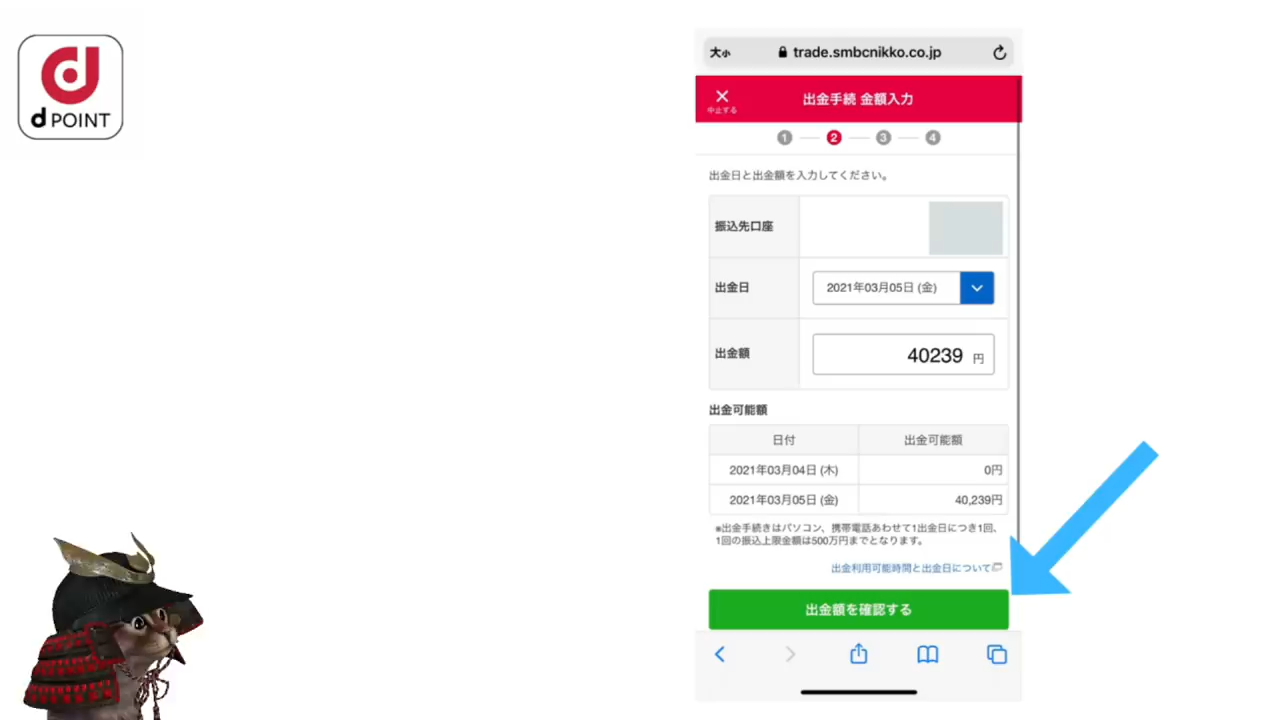 d POINT
大小 trade.smbcnikko.co.jp
中止する
出金手続 金額入力
1 2 3 4
出金日と出金額を入力してください。
振込先口座
出金日 2021年03月05日 (金)
出金額 40239 円
出金可能額
日付 出金可能額
2021年03月04日 (木) 0円
2021年03月05日 (金) 40,239円
※出金手続きはパソコン、携帯電話あわせて1出金日につき1回、
1回の振込上限金額は500万円までとなります。
出金利用可能時間と出金日について
出金額を確認する